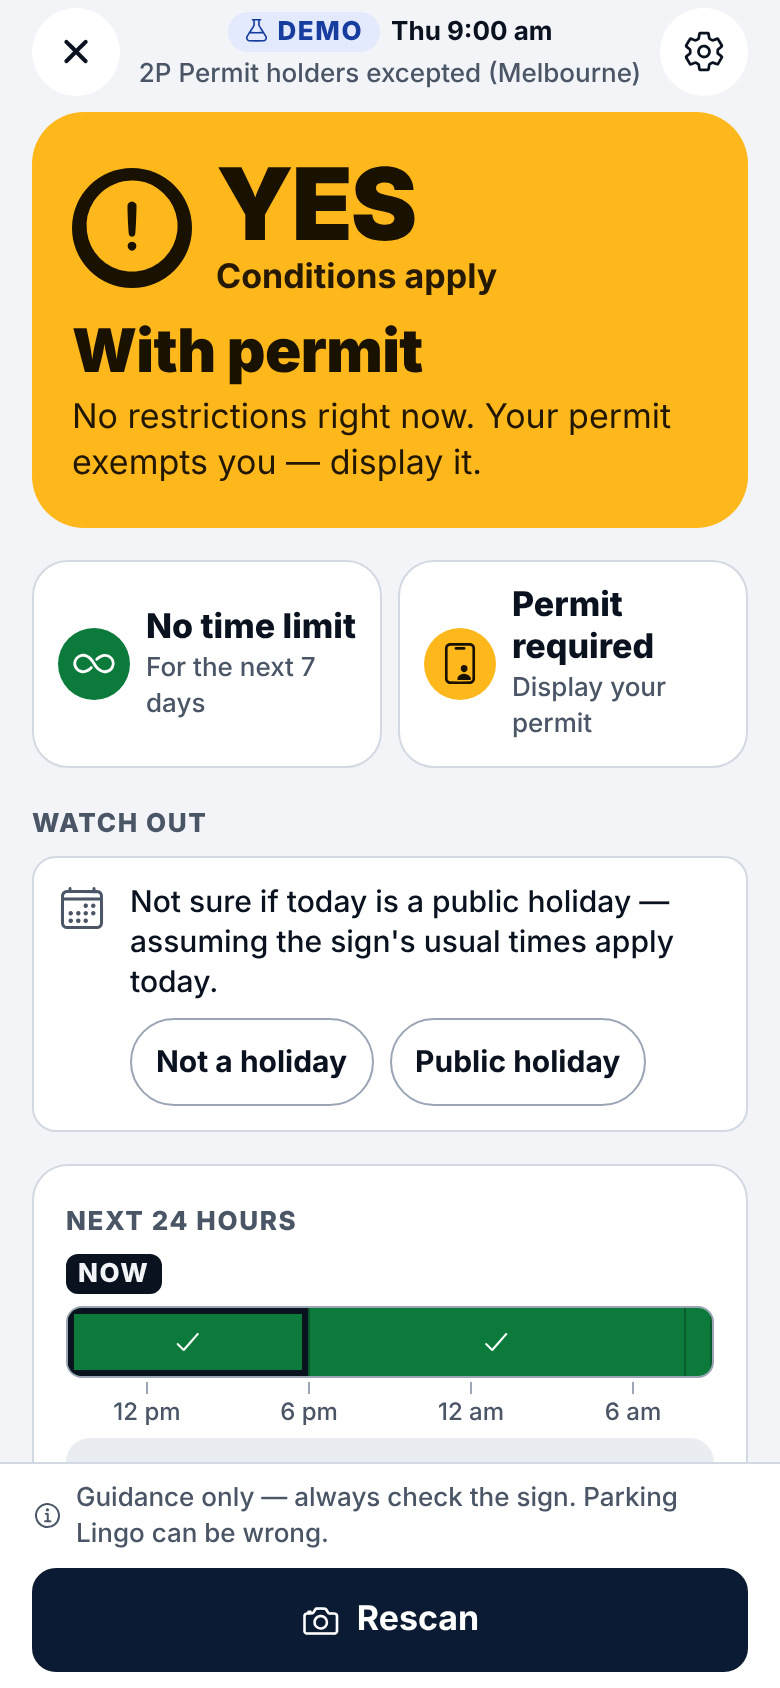 DEMO Thu 9:00 am
2P Permit holders excepted (Melbourne)
YES
Conditions apply
With permit
No restrictions right now. Your permit
exempts you — display it.
No time limit
For the next 7
days
Permit
required
Display your
permit
WATCH OUT
Not sure if today is a public holiday —
assuming the sign's usual times apply
today.
Not a holiday
Public holiday
NEXT 24 HOURS
NOW
12 pm 6 pm 12 am 6 am
Guidance only — always check the sign. Parking
Lingo can be wrong.
Rescan